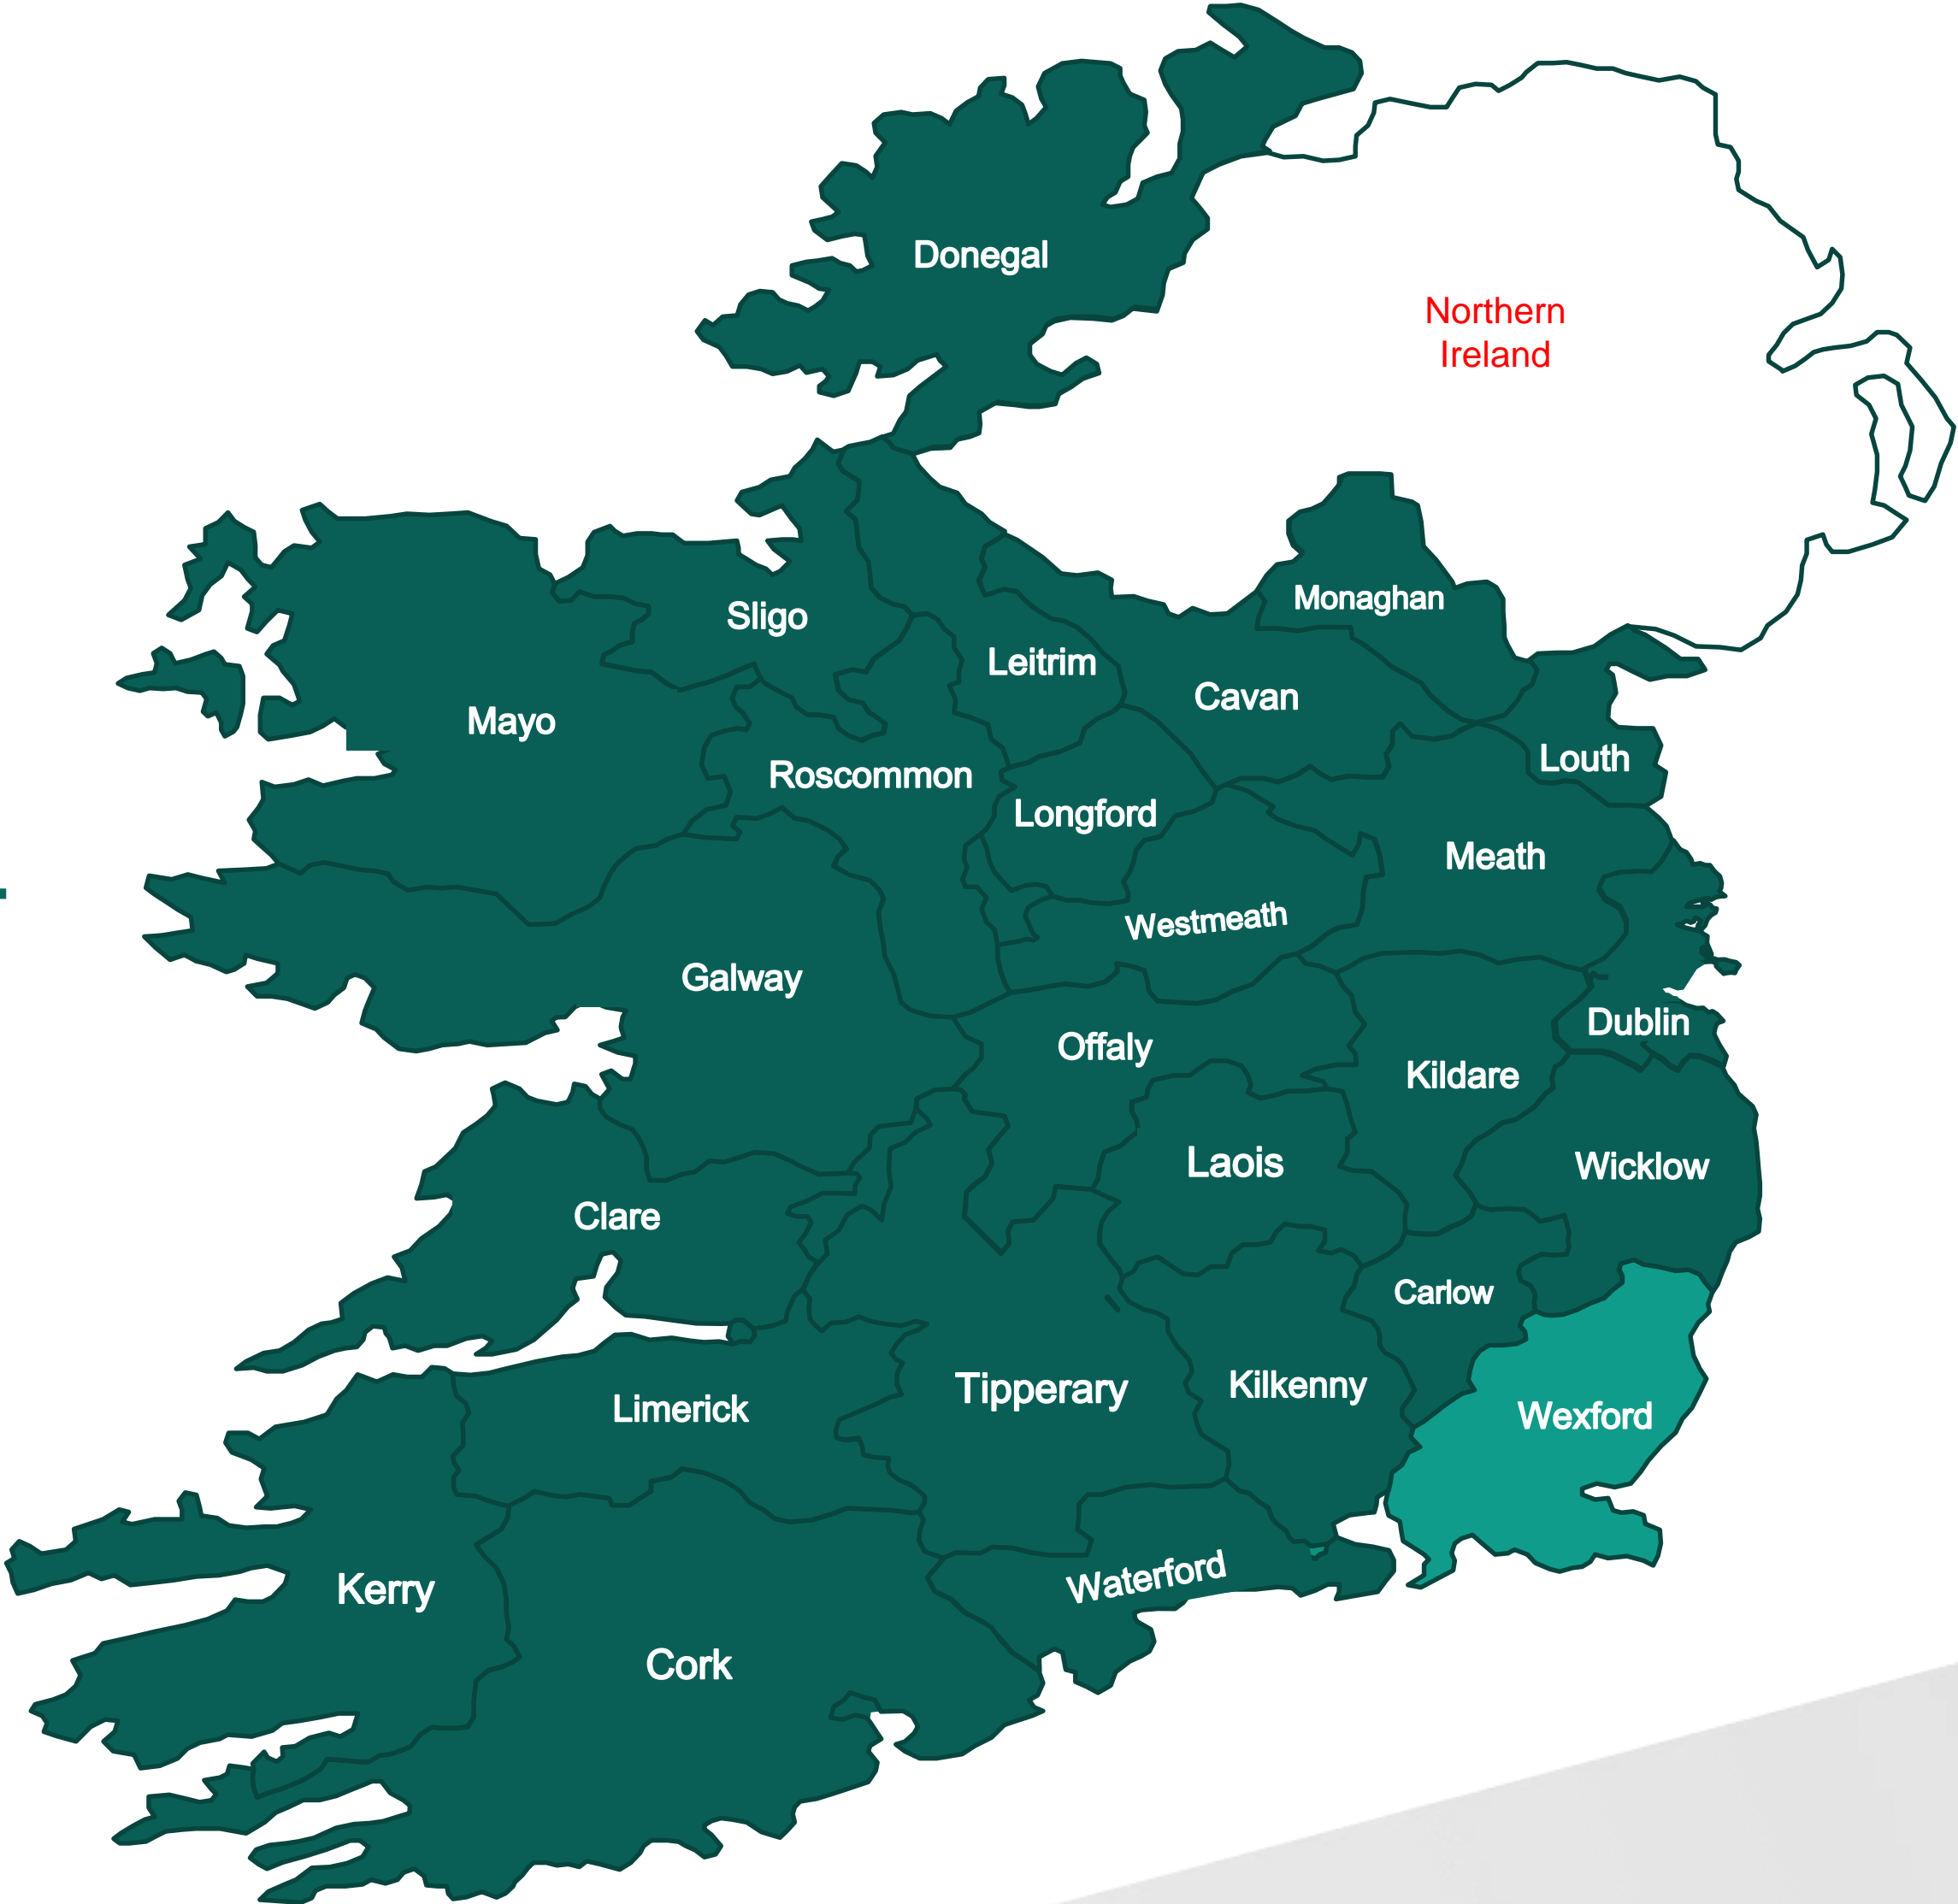 Donegal
Northern
Ireland
Monaghan
Sligo
Leitrim
Cavan
Mayo
Louth
Roscommon
Longford
Meath
Westmeath
Galway
Dublin
Offaly
Kildare
Laois
Wicklow
Clare
Carlow
Kilkenny
Tipperary
Limerick
Wexford
Waterford
Kerry
Cork